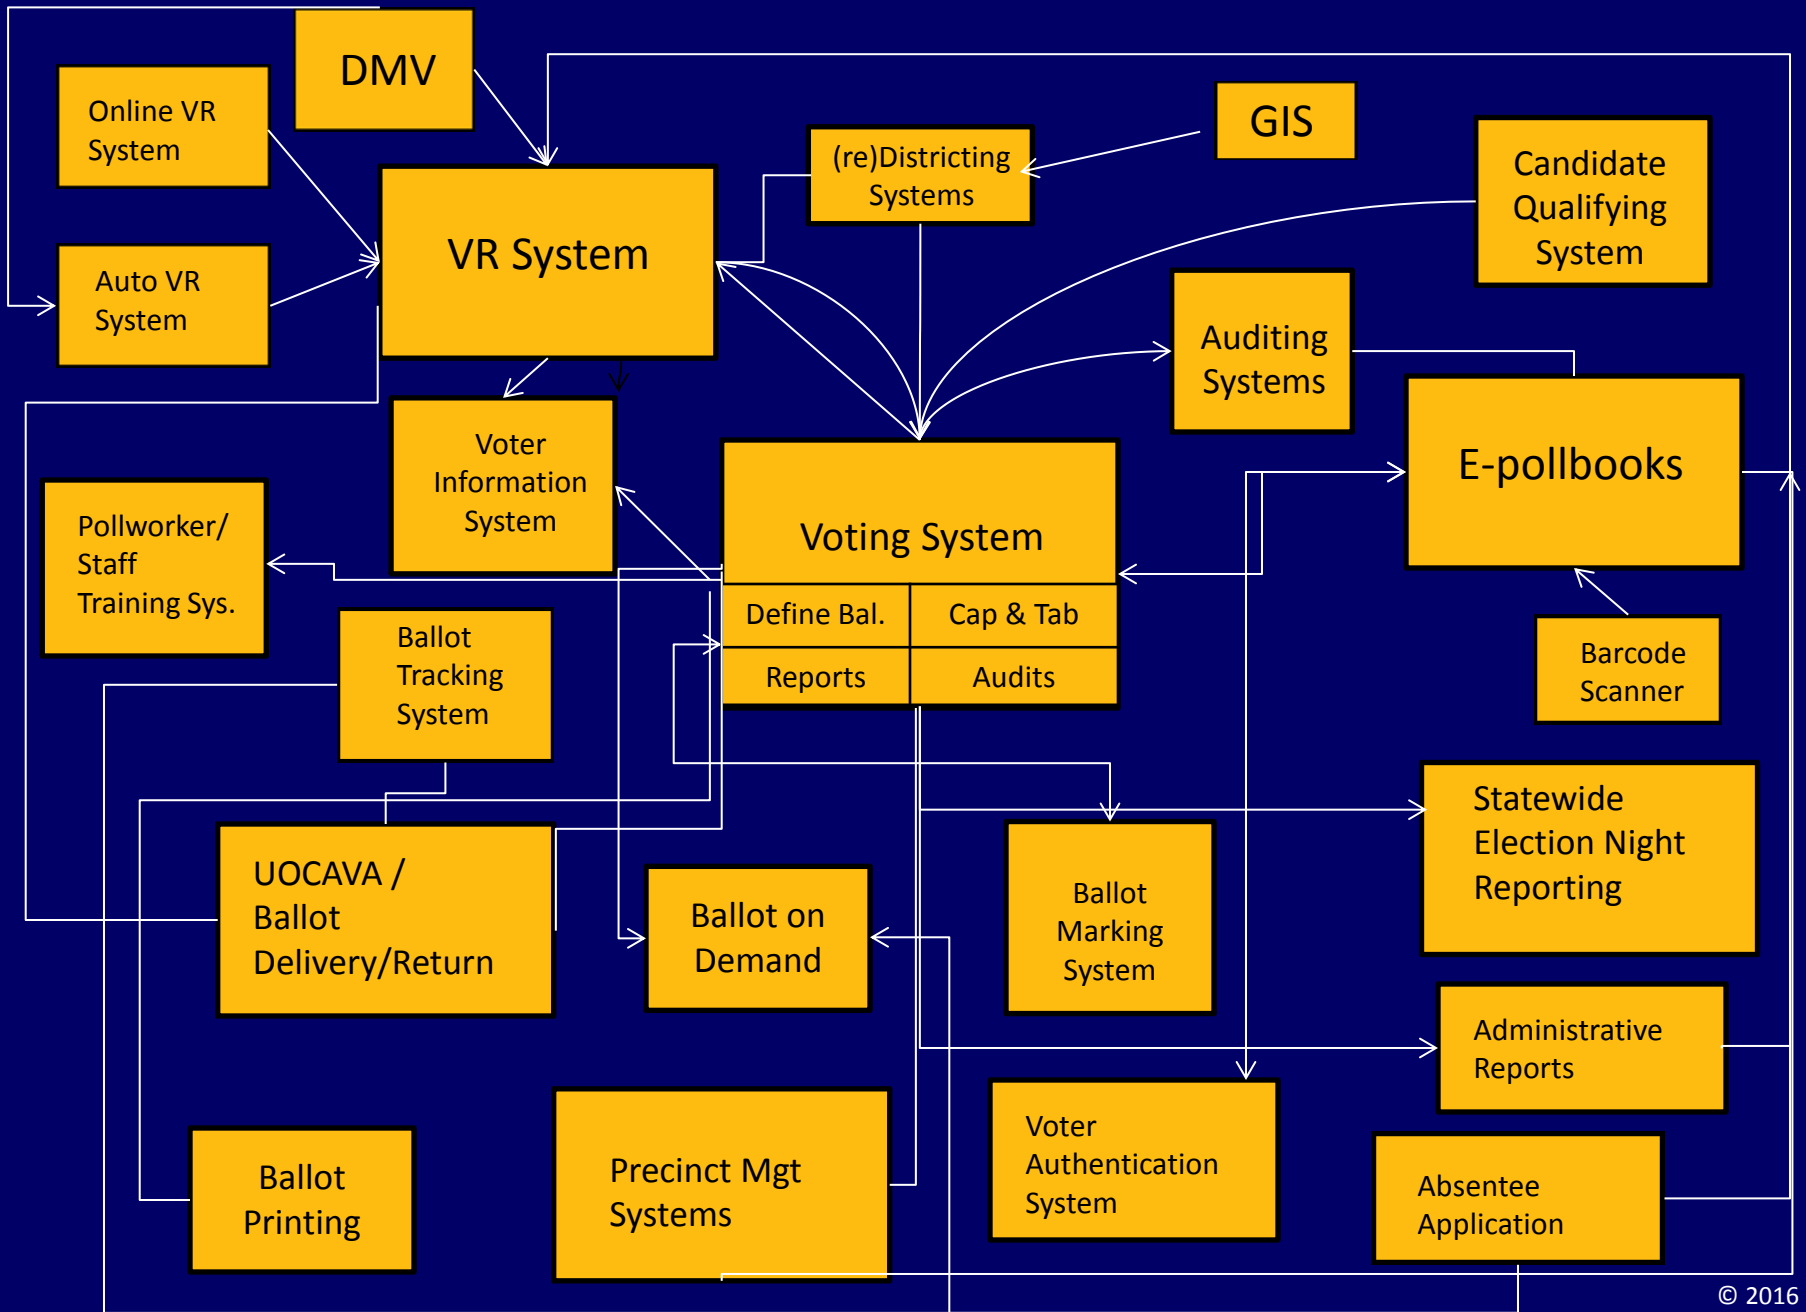 DMV
Online VR
System
GIS
(re)Districting
Systems
Candidate
Qualifying
System
VR System
Auto VR
System
Auditing
Systems
Voter
Information
System
E-pollbooks
Pollworker/
Staff
Training Sys.
Voting System
Define Bal.
Cap & Tab
Reports
Audits
Ballot
Tracking
System
Barcode
Scanner
Statewide
Election Night
Reporting
UOCAVA /
Ballot
Delivery/Return
Ballot on
Demand
Ballot
Marking
System
Administrative
Reports
Ballot
Printing
Precinct Mgt
Systems
Voter
Authentication
System
Absentee
Application
© 2016